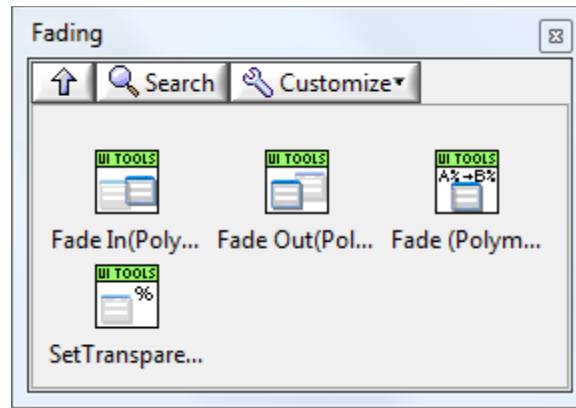 Fading
Search Customize
UI TOOLS UI TOOLS UI TOOLS
A%→B%
Fade In(Poly... Fade Out(Pol... Fade (Polym...
UI TOOLS
%
SetTranspare...